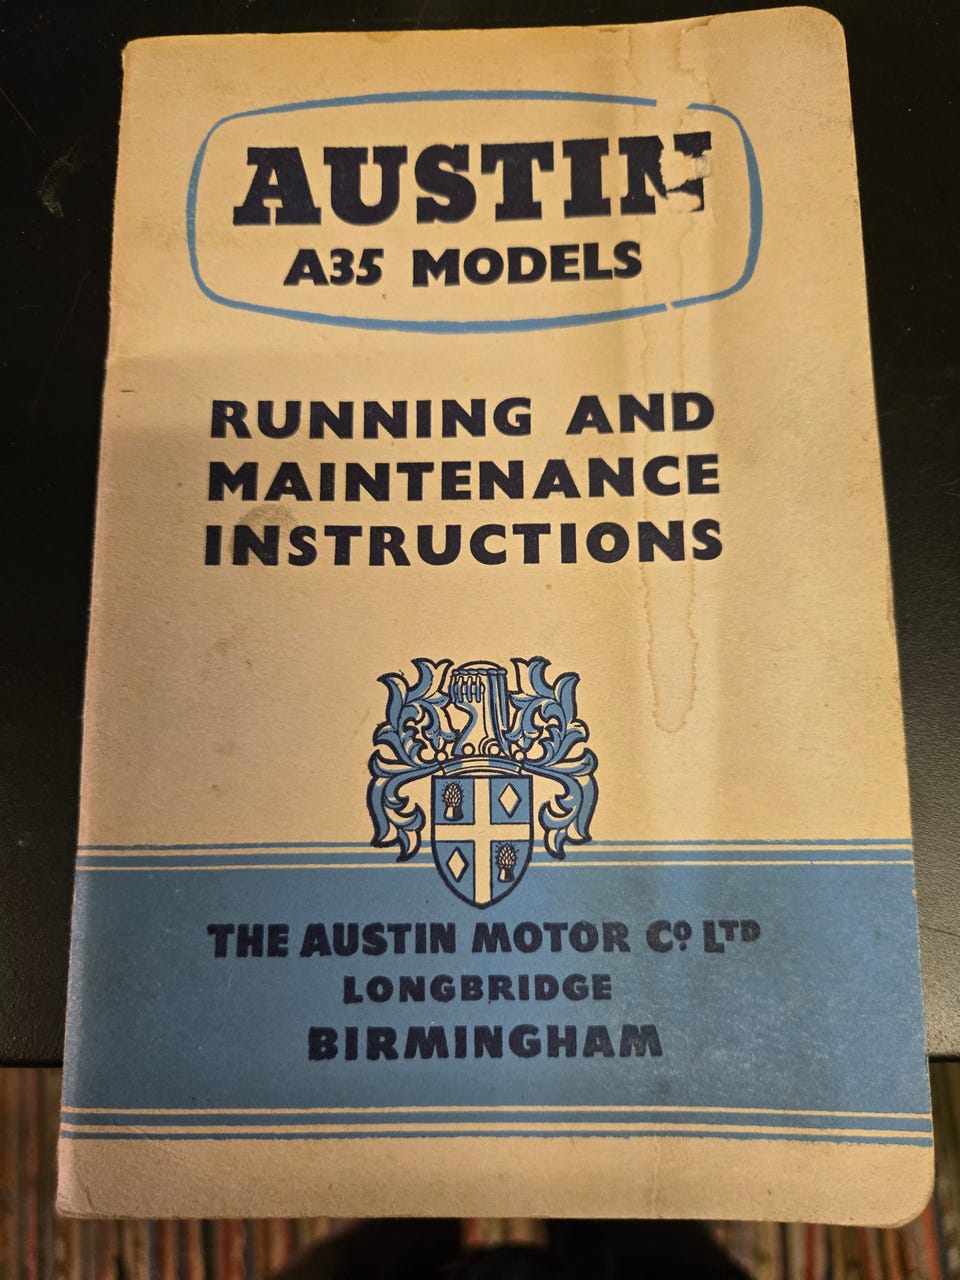 AUSTIN
A35 MODELS
RUNNING AND
MAINTENANCE
INSTRUCTIONS
THE AUSTIN MOTOR Cº LTD
LONGBRIDGE
BIRMINGHAM